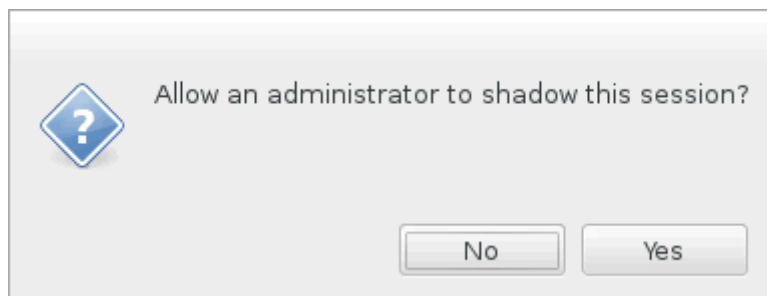 Allow an administrator to shadow this session?
No
Yes